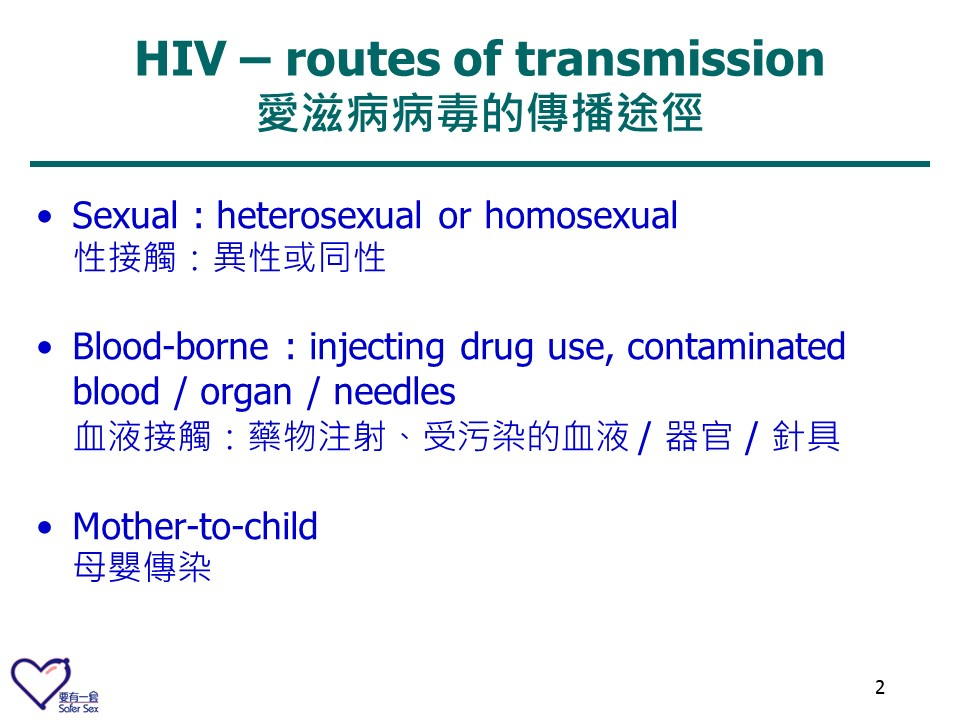 HIV – routes of transmission
愛滋病病毒的傳播途徑
• Sexual : heterosexual or homosexual
性接觸：異性或同性
• Blood-borne : injecting drug use, contaminated
blood / organ / needles
血液接觸：藥物注射、受污染的血液 / 器官 / 針具
• Mother-to-child
母嬰傳染
要有一套
Safer Sex
2